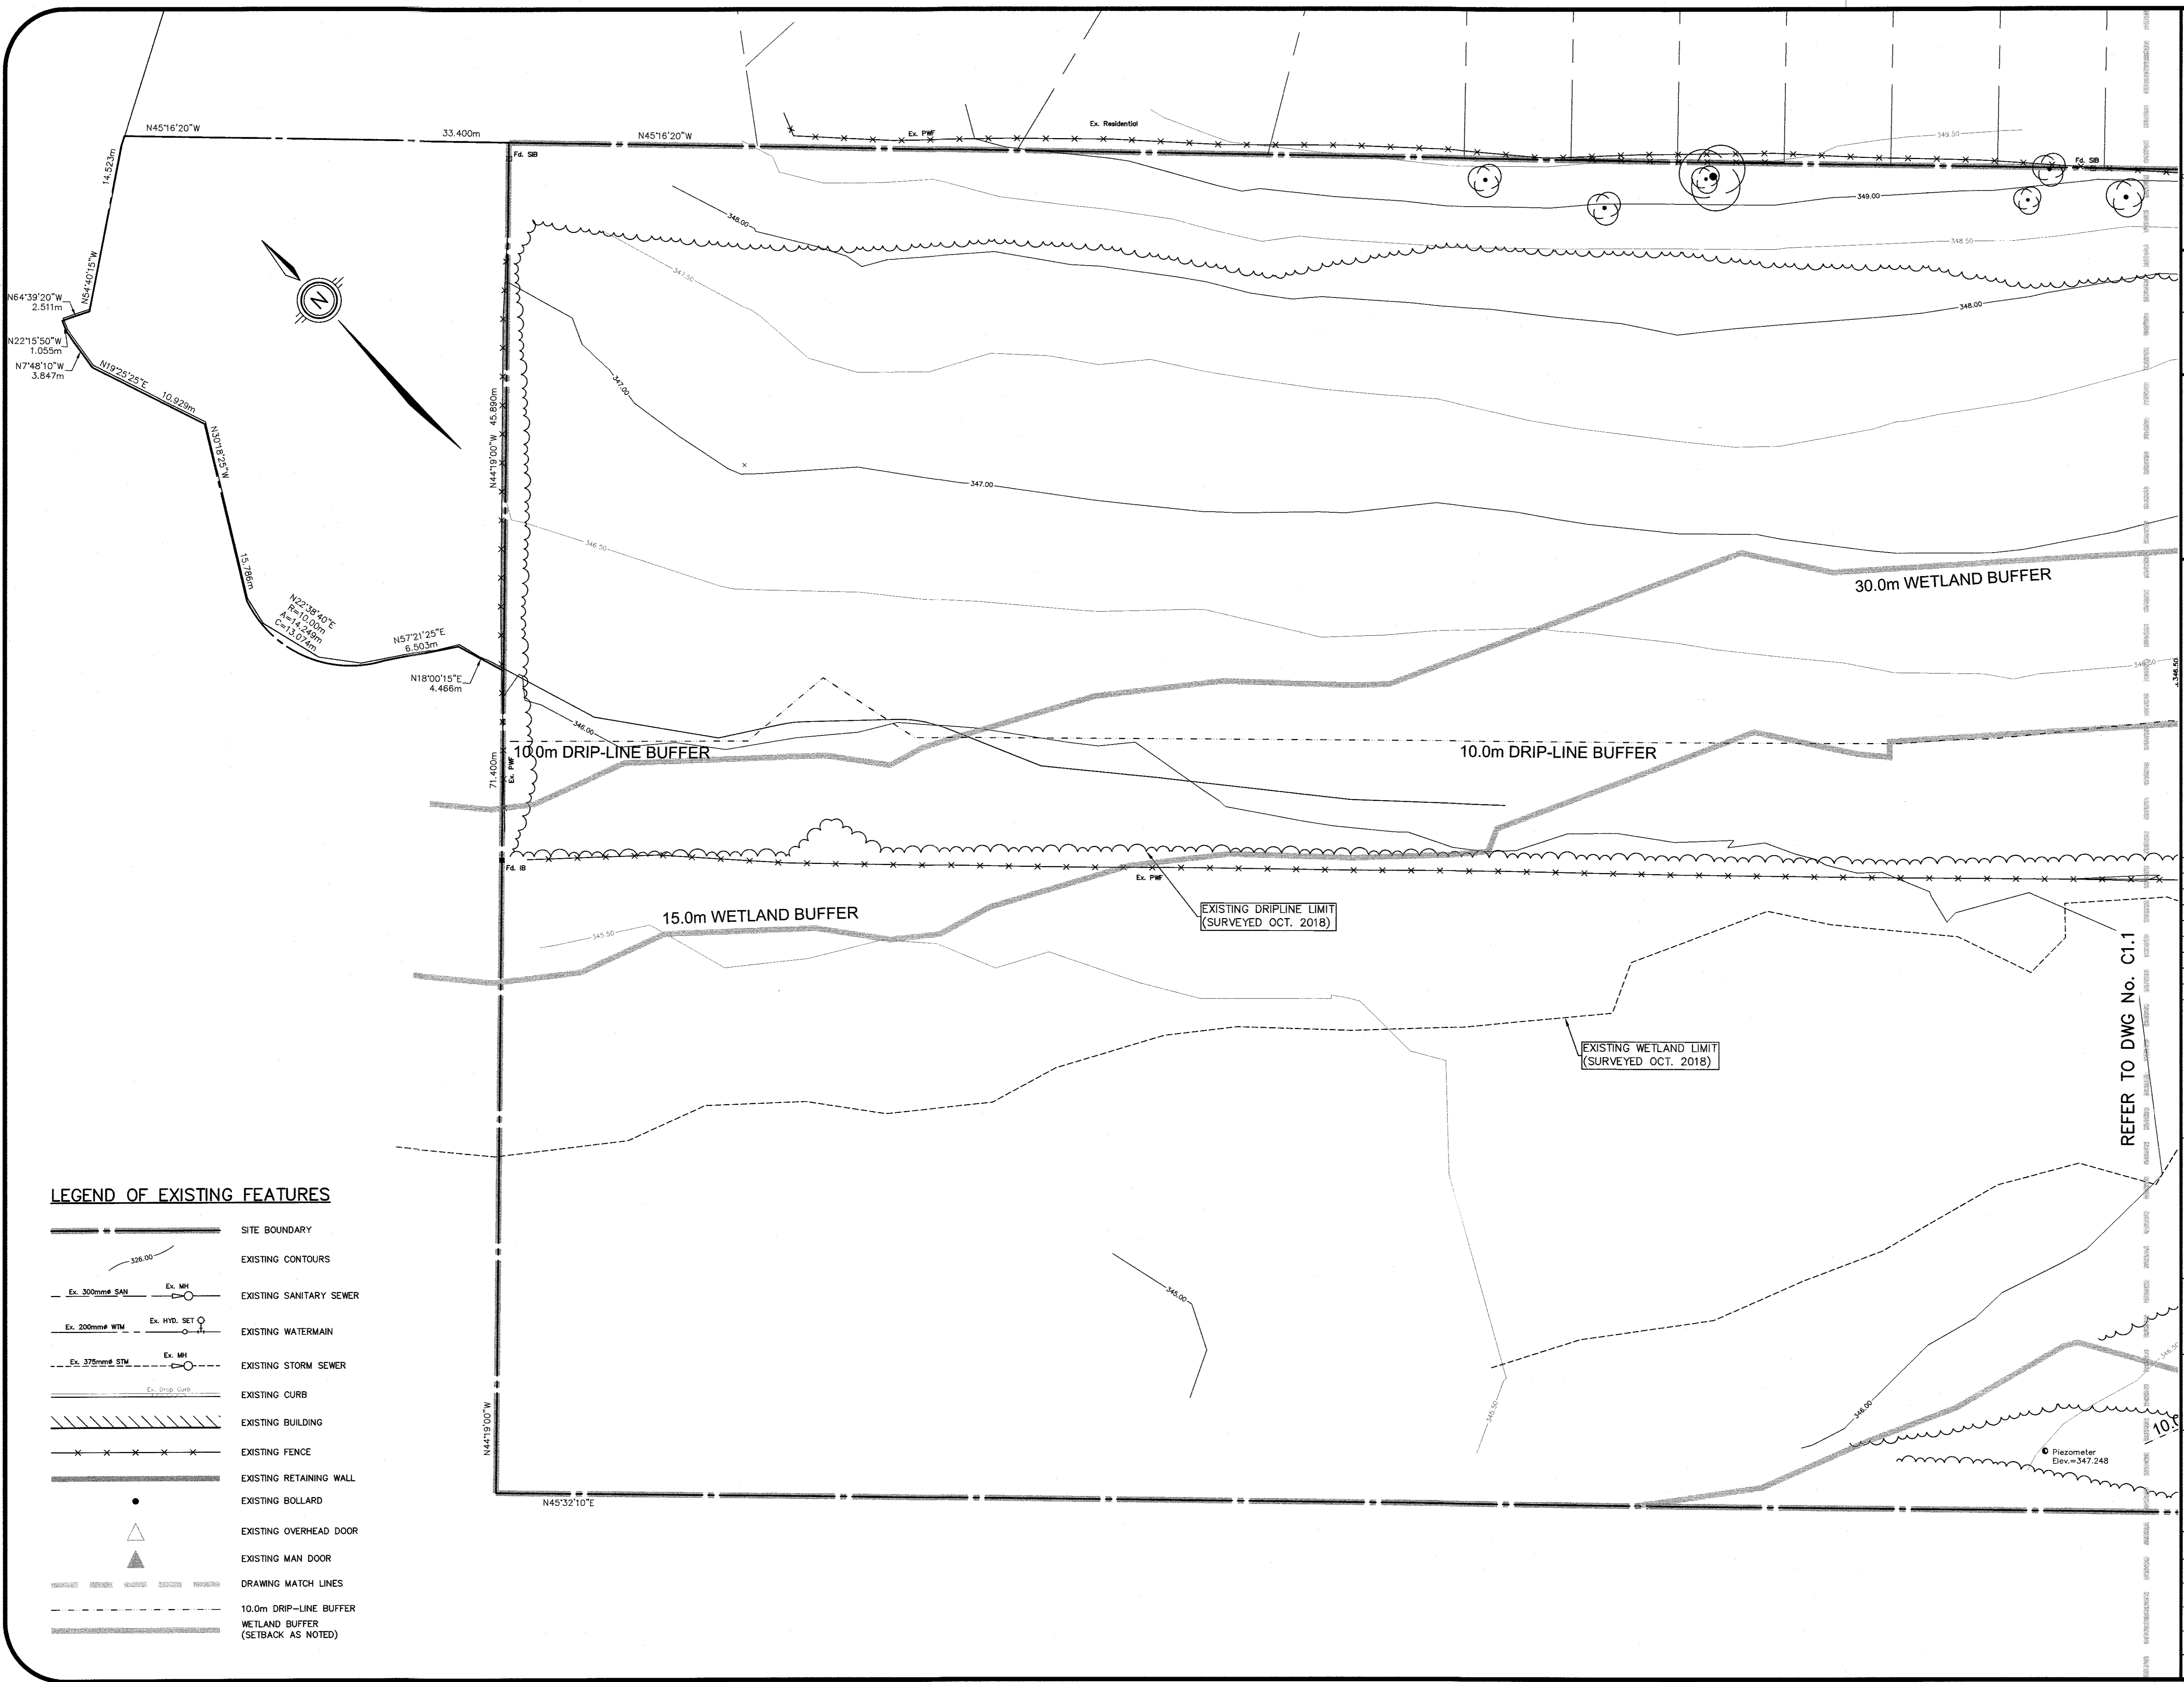 N45°16'20"W
33.400m
N45°16'20"W
Ex. PWF
Ex. Residential
349.50
Fd. SIB
Fd. SIB
14.523m
N54°40'15"W
348.00
349.00
348.50
347.50
348.00
N64°39'20"W
2.511m
N22°15'50"W
1.055m
N7°48'10"W
3.847m
N19°25'25"E
10.929m
N
347.00
N44°19'00"W 45.890m
N30°18'25"W
347.00
346.50
15.786m
30.0m WETLAND BUFFER
N22°38'40"E
R=10.00m
A=14.249m
C=13.074m
N57°21'25"E
6.503m
N18°00'15"E
4.466m
346.50
346.50
346.00
10.0m DRIP-LINE BUFFER
10.0m DRIP-LINE BUFFER
71.400m
Ex. PWF
Fd. IB
Ex. PWF
15.0m WETLAND BUFFER
EXISTING DRIPLINE LIMIT
(SURVEYED OCT. 2018)
345.50
EXISTING WETLAND LIMIT
(SURVEYED OCT. 2018)
REFER TO DWG No. C1.1
345.00
345.50
346.00
346.50
10.0
Piezometer
Elev.=347.248
N44°19'00"W
N45°32'10"E
LEGEND OF EXISTING FEATURES
SITE BOUNDARY
326.00
EXISTING CONTOURS
Ex. 300mmø SAN Ex. MH
EXISTING SANITARY SEWER
Ex. 200mmø WTM Ex. HYD. SET
EXISTING WATERMAIN
Ex. 375mmø STM Ex. MH
EXISTING STORM SEWER
Ex. Drop Curb
EXISTING CURB
EXISTING BUILDING
EXISTING FENCE
EXISTING RETAINING WALL
EXISTING BOLLARD
EXISTING OVERHEAD DOOR
EXISTING MAN DOOR
DRAWING MATCH LINES
10.0m DRIP-LINE BUFFER
WETLAND BUFFER
(SETBACK AS NOTED)